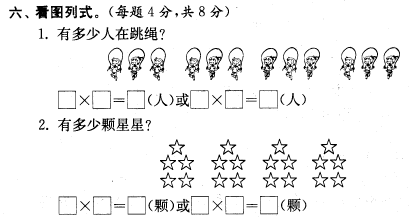 六、看图列式。(每题4分,共8分)
1. 有多少人在跳绳?
□×□=□(人)或□×□=□(人)
2. 有多少颗星星?
□×□=□(颗)或□×□=□(颗)